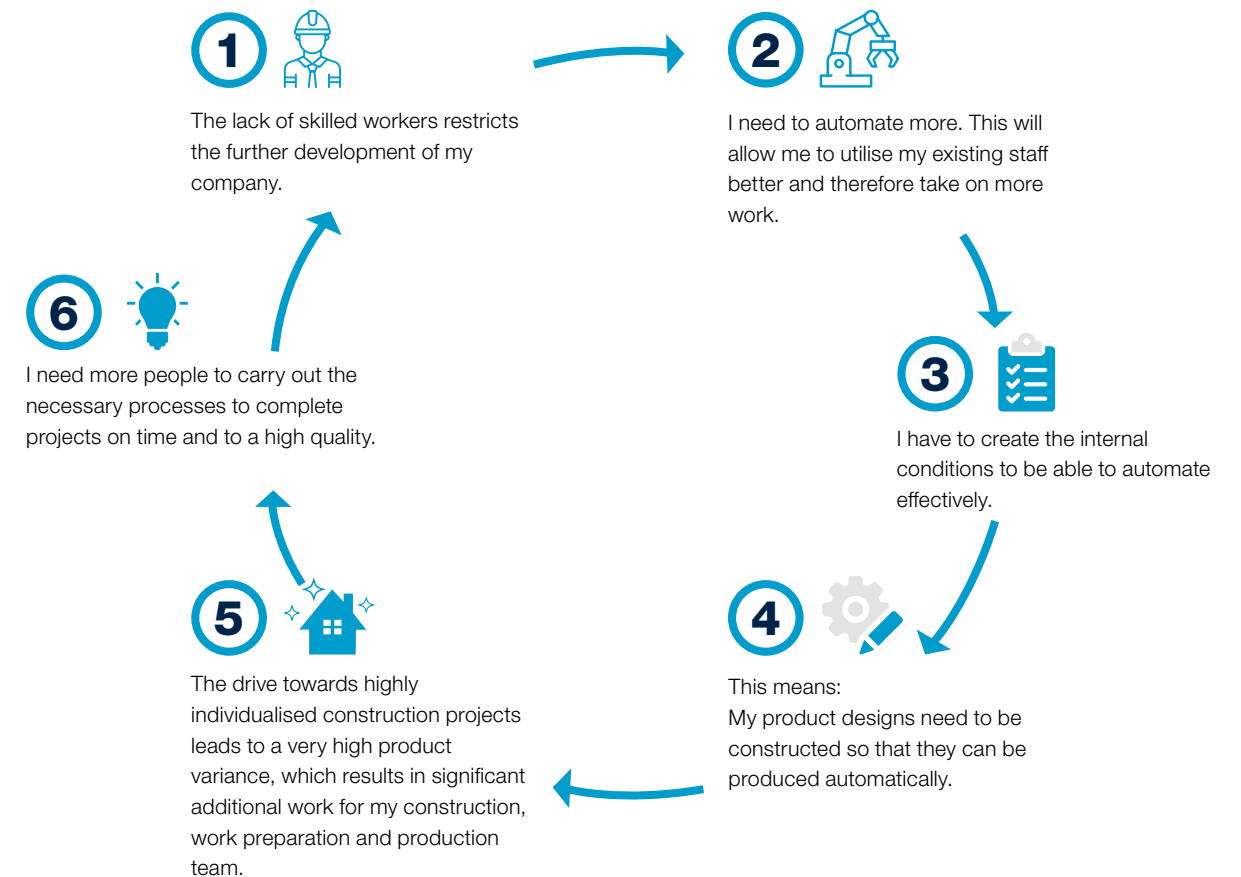 1
The lack of skilled workers restricts
the further development of my
company.
2
I need to automate more. This will
allow me to utilise my existing staff
better and therefore take on more
work.
3
I have to create the internal
conditions to be able to automate
effectively.
4
This means:
My product designs need to be
constructed so that they can be
produced automatically.
5
The drive towards highly
individualised construction projects
leads to a very high product
variance, which results in significant
additional work for my construction,
work preparation and production
team.
6
I need more people to carry out the
necessary processes to complete
projects on time and to a high quality.